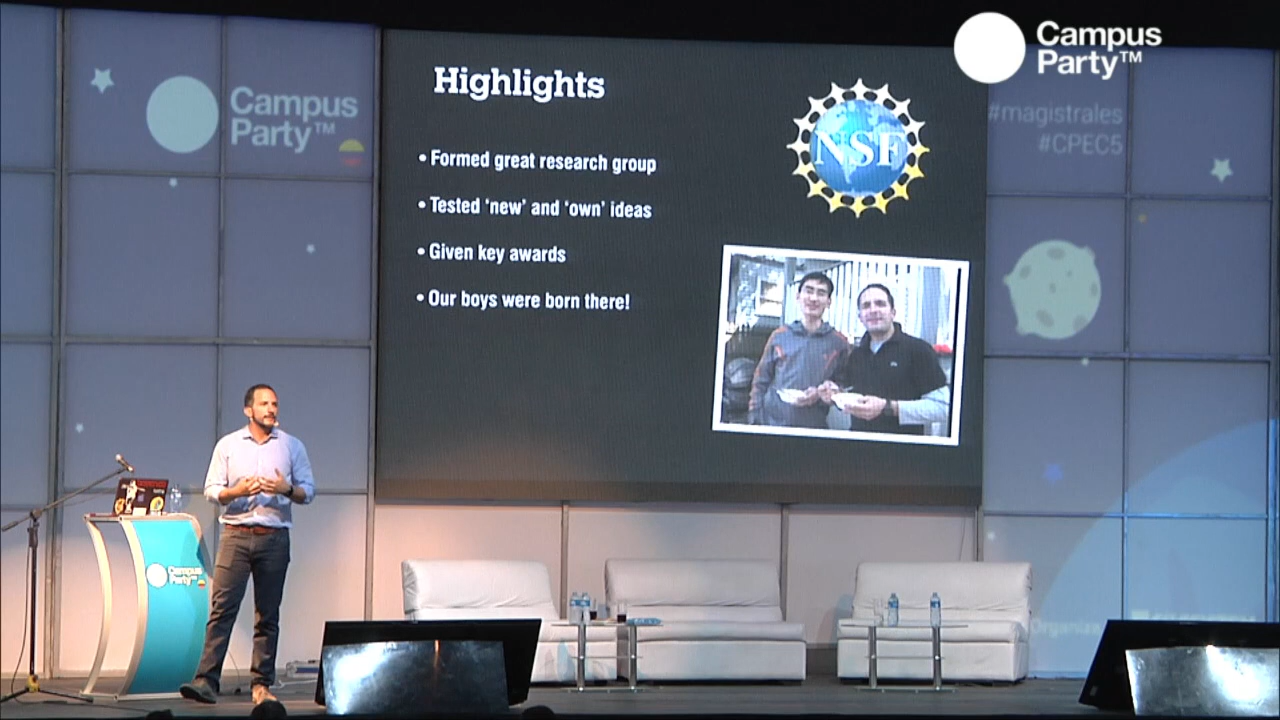 Campus
Party™
Campus
Party™
#magistrales
#CPEC5
Highlights
NSF
• Formed great research group
• Tested ‘new’ and ‘own’ ideas
• Given key awards
• Our boys were born there!
Campus
Party
Organiza